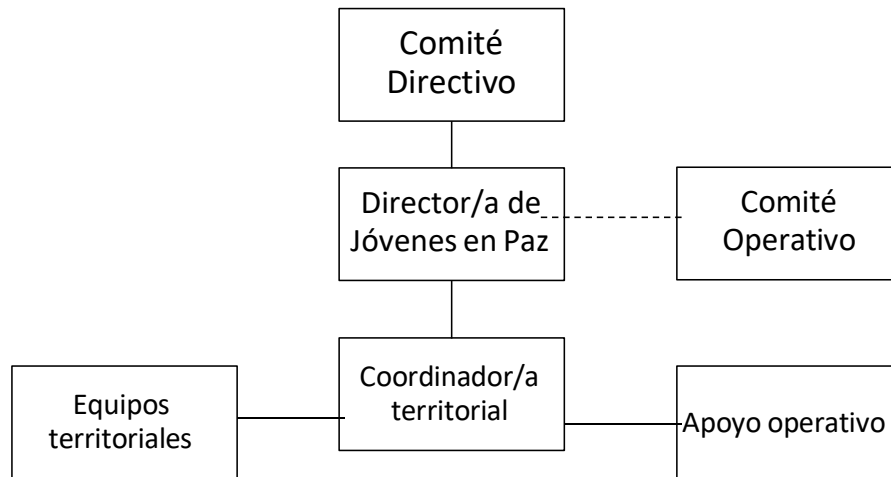 Comité
Directivo
Director/a de
Jóvenes en Paz
Comité
Operativo
Coordinador/a
territorial
Equipos
territoriales
Apoyo operativo